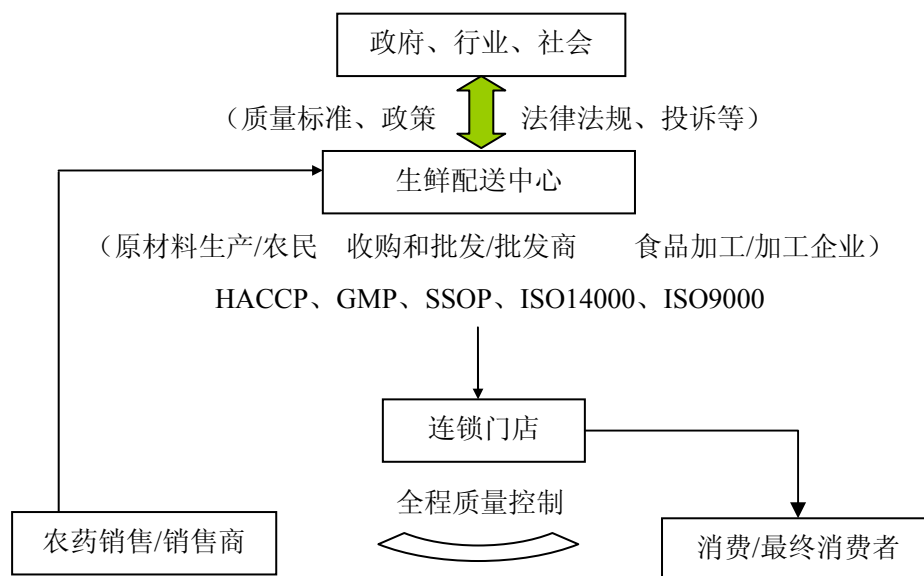 政府、行业、社会
（质量标准、政策 法律法规、投诉等）
生鲜配送中心
（原材料生产/农民 收购和批发/批发商 食品加工/加工企业）
HACCP、GMP、SSOP、ISO14000、ISO9000
连锁门店
全程质量控制
农药销售/销售商
消费/最终消费者